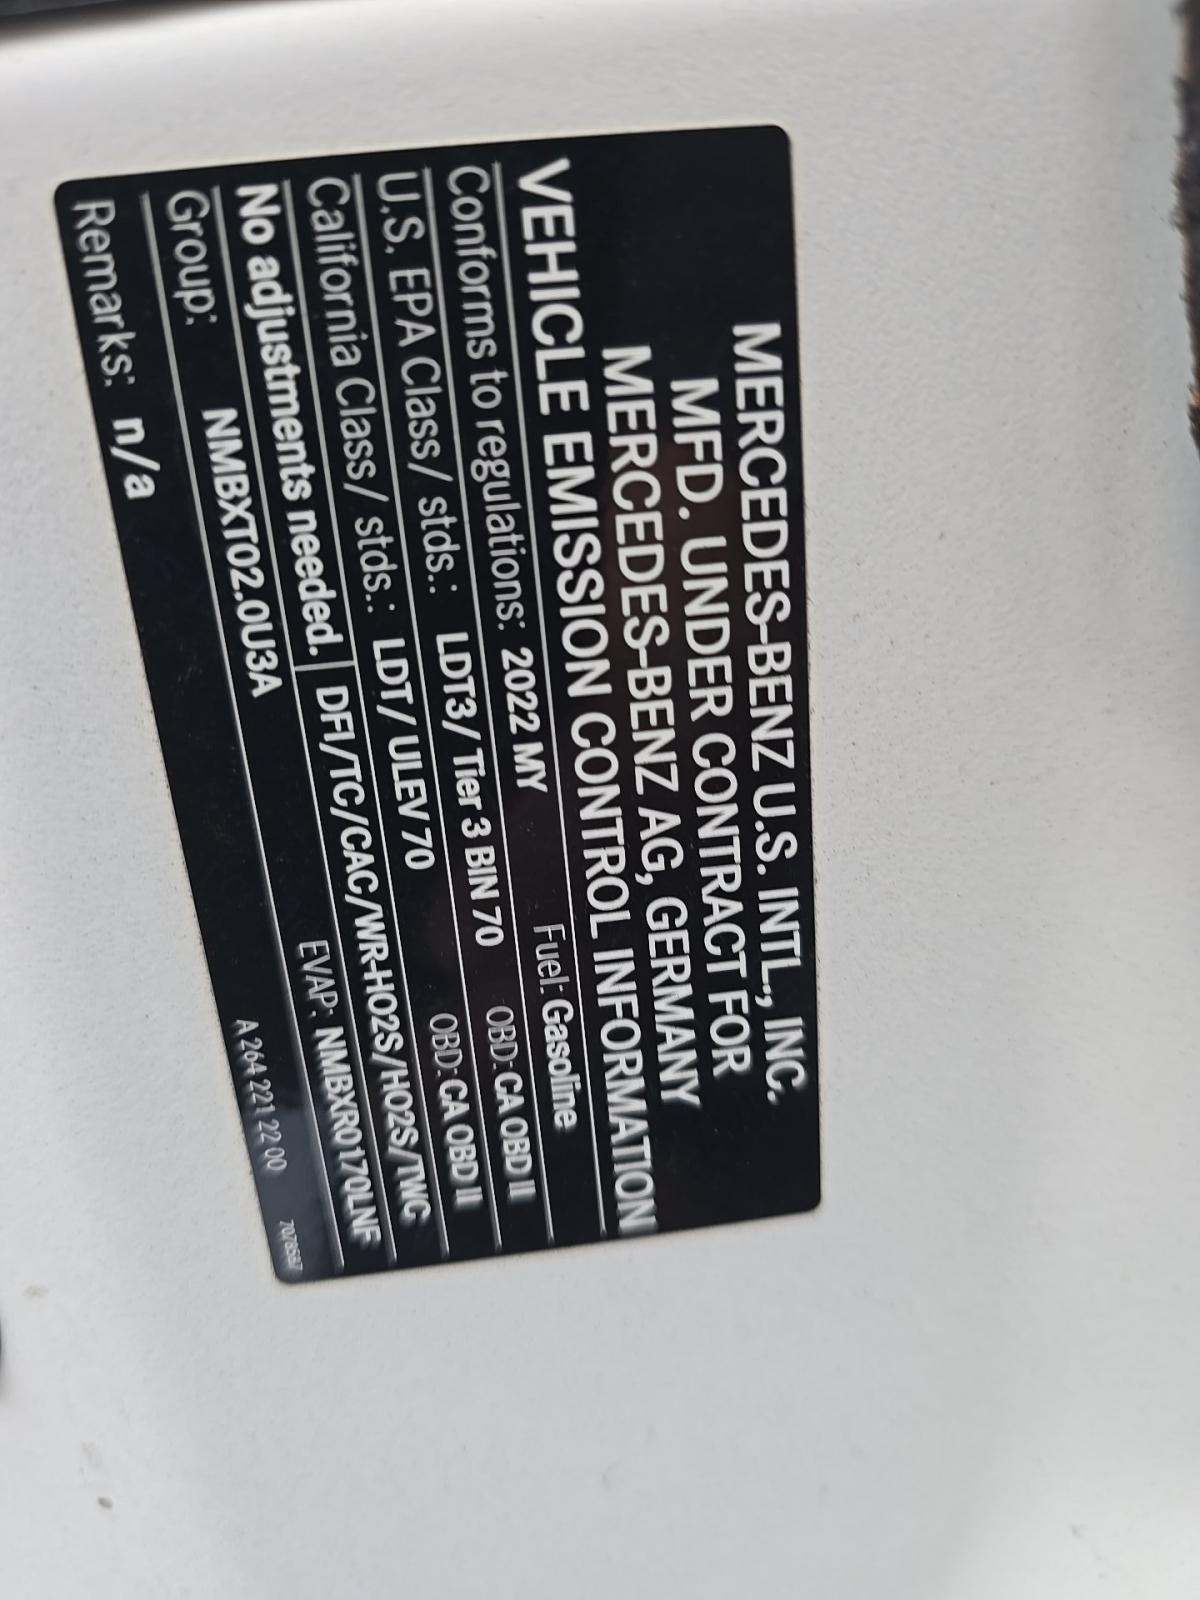 MERCEDES-BENZ U.S. INTL., INC.
MFD. UNDER CONTRACT FOR
MERCEDES-BENZ AG, GERMANY
VEHICLE EMISSION CONTROL INFORMATION
Conforms to regulations: 2022 MY Fuel: Gasoline
U.S. EPA Class/ stds.: LDT3/ Tier 3 BIN 70 OBD: CA OBD II
California Class/ stds.: LDT/ ULEV 70 OBD: CA OBD II
No adjustments needed. DFI/TC/CAC/WR-HO2S/HO2S/TWC
Group: NMBXT02.0U3A EVAP: NMBXR0170LNF
Remarks: n/a A 264 221 22 00